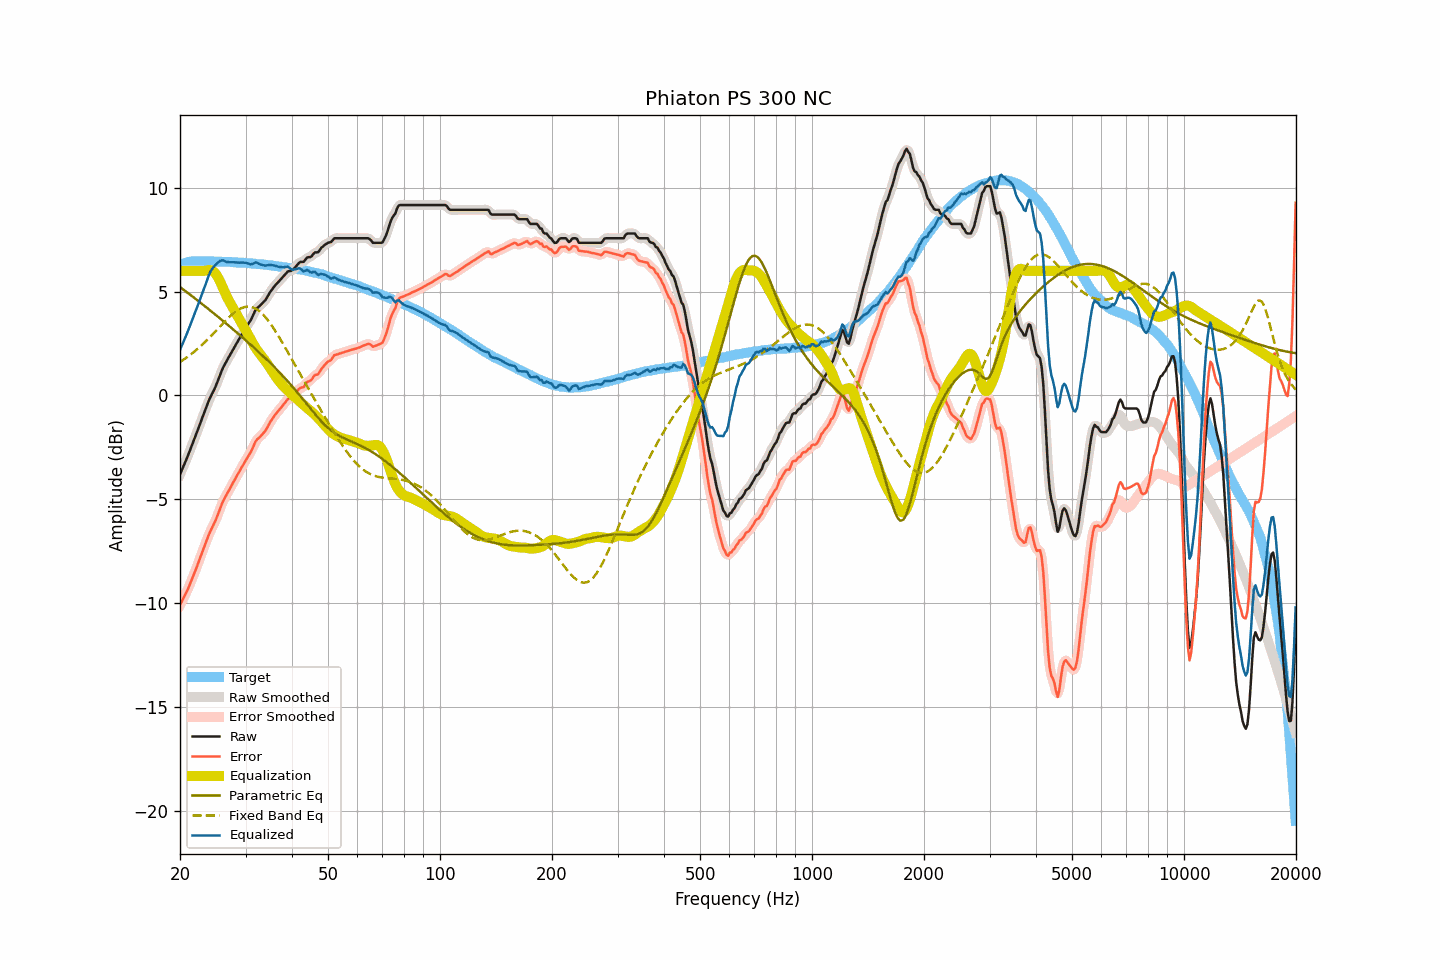 Phiaton PS 300 NC
Amplitude (dBr)
10
5
0
−5
−10
−15
−20
Target
Raw Smoothed
Error Smoothed
Raw
Error
Equalization
Parametric Eq
Fixed Band Eq
Equalized
20 50 100 200 500 1000 2000 5000 10000 20000
Frequency (Hz)